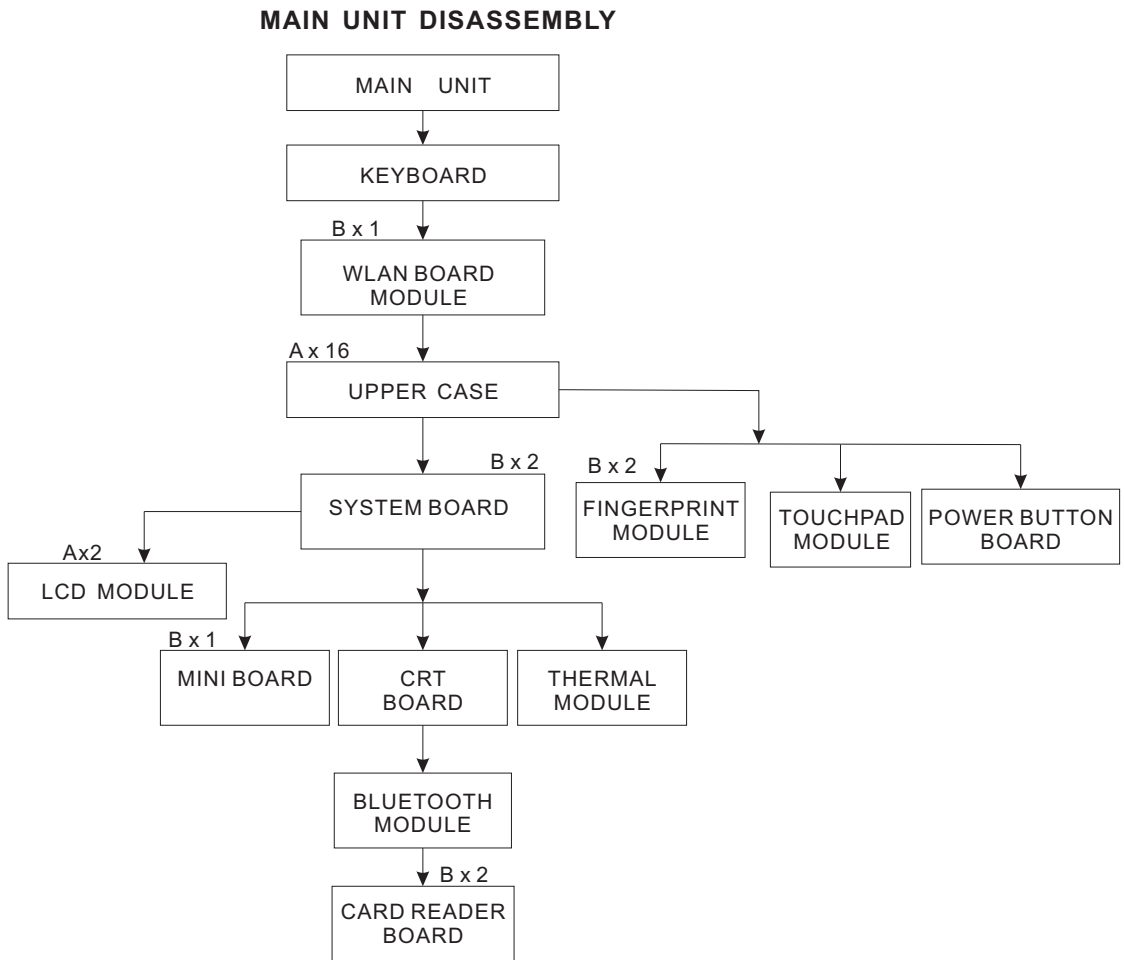 MAIN UNIT DISASSEMBLY
MAIN UNIT
KEYBOARD
B x 1
WLAN BOARD
MODULE
A x 16
UPPER CASE
B x 2
SYSTEM BOARD
B x 2
FINGERPRINT
MODULE
TOUCHPAD
MODULE
POWER BUTTON
BOARD
Ax2
LCD MODULE
B x 1
MINI BOARD
CRT
BOARD
THERMAL
MODULE
BLUETOOTH
MODULE
B x 2
CARD READER
BOARD